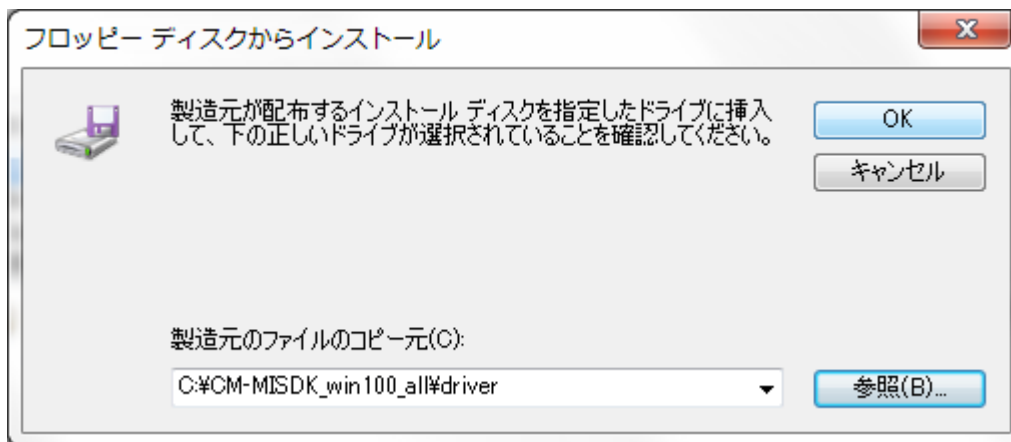 フロッピー ディスクからインストール
製造元が配布するインストール ディスクを指定したドライブに挿入
して、下の正しいドライブが選択されていることを確認してください。
OK
キャンセル
製造元のファイルのコピー元(C):
C:¥CM-MISDK_win100_all¥driver
参照(B)...